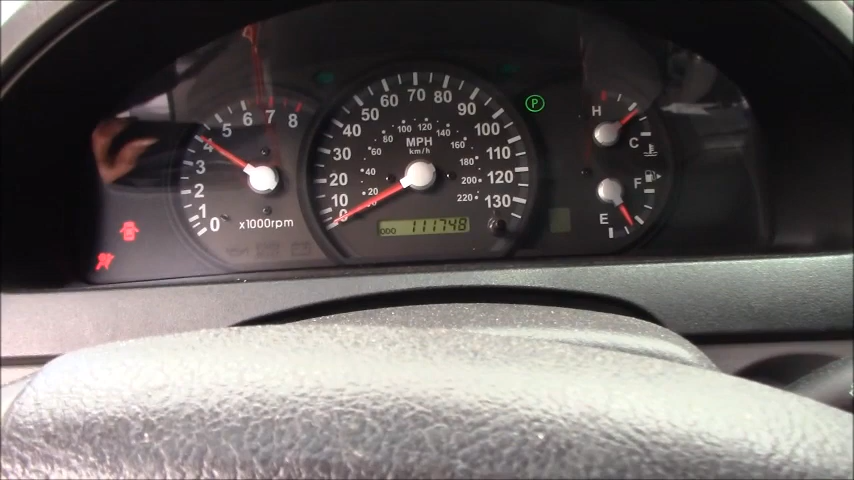 0 1 2 3 4 5 6 7 8
x1000rpm
0 10 20 30 40 50 60 70 80 90 100 110 120 130
20 40 60 80 100 120 140 160 180 200 220
MPH
km/h
ODO 111748
P
H
C
F
E